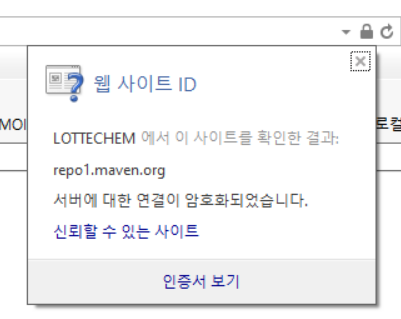 웹 사이트 ID
MOI
로컬
LOTTECHEM 에서 이 사이트를 확인한 결과:
repo1.maven.org
서버에 대한 연결이 암호화되었습니다.
신뢰할 수 있는 사이트
인증서 보기